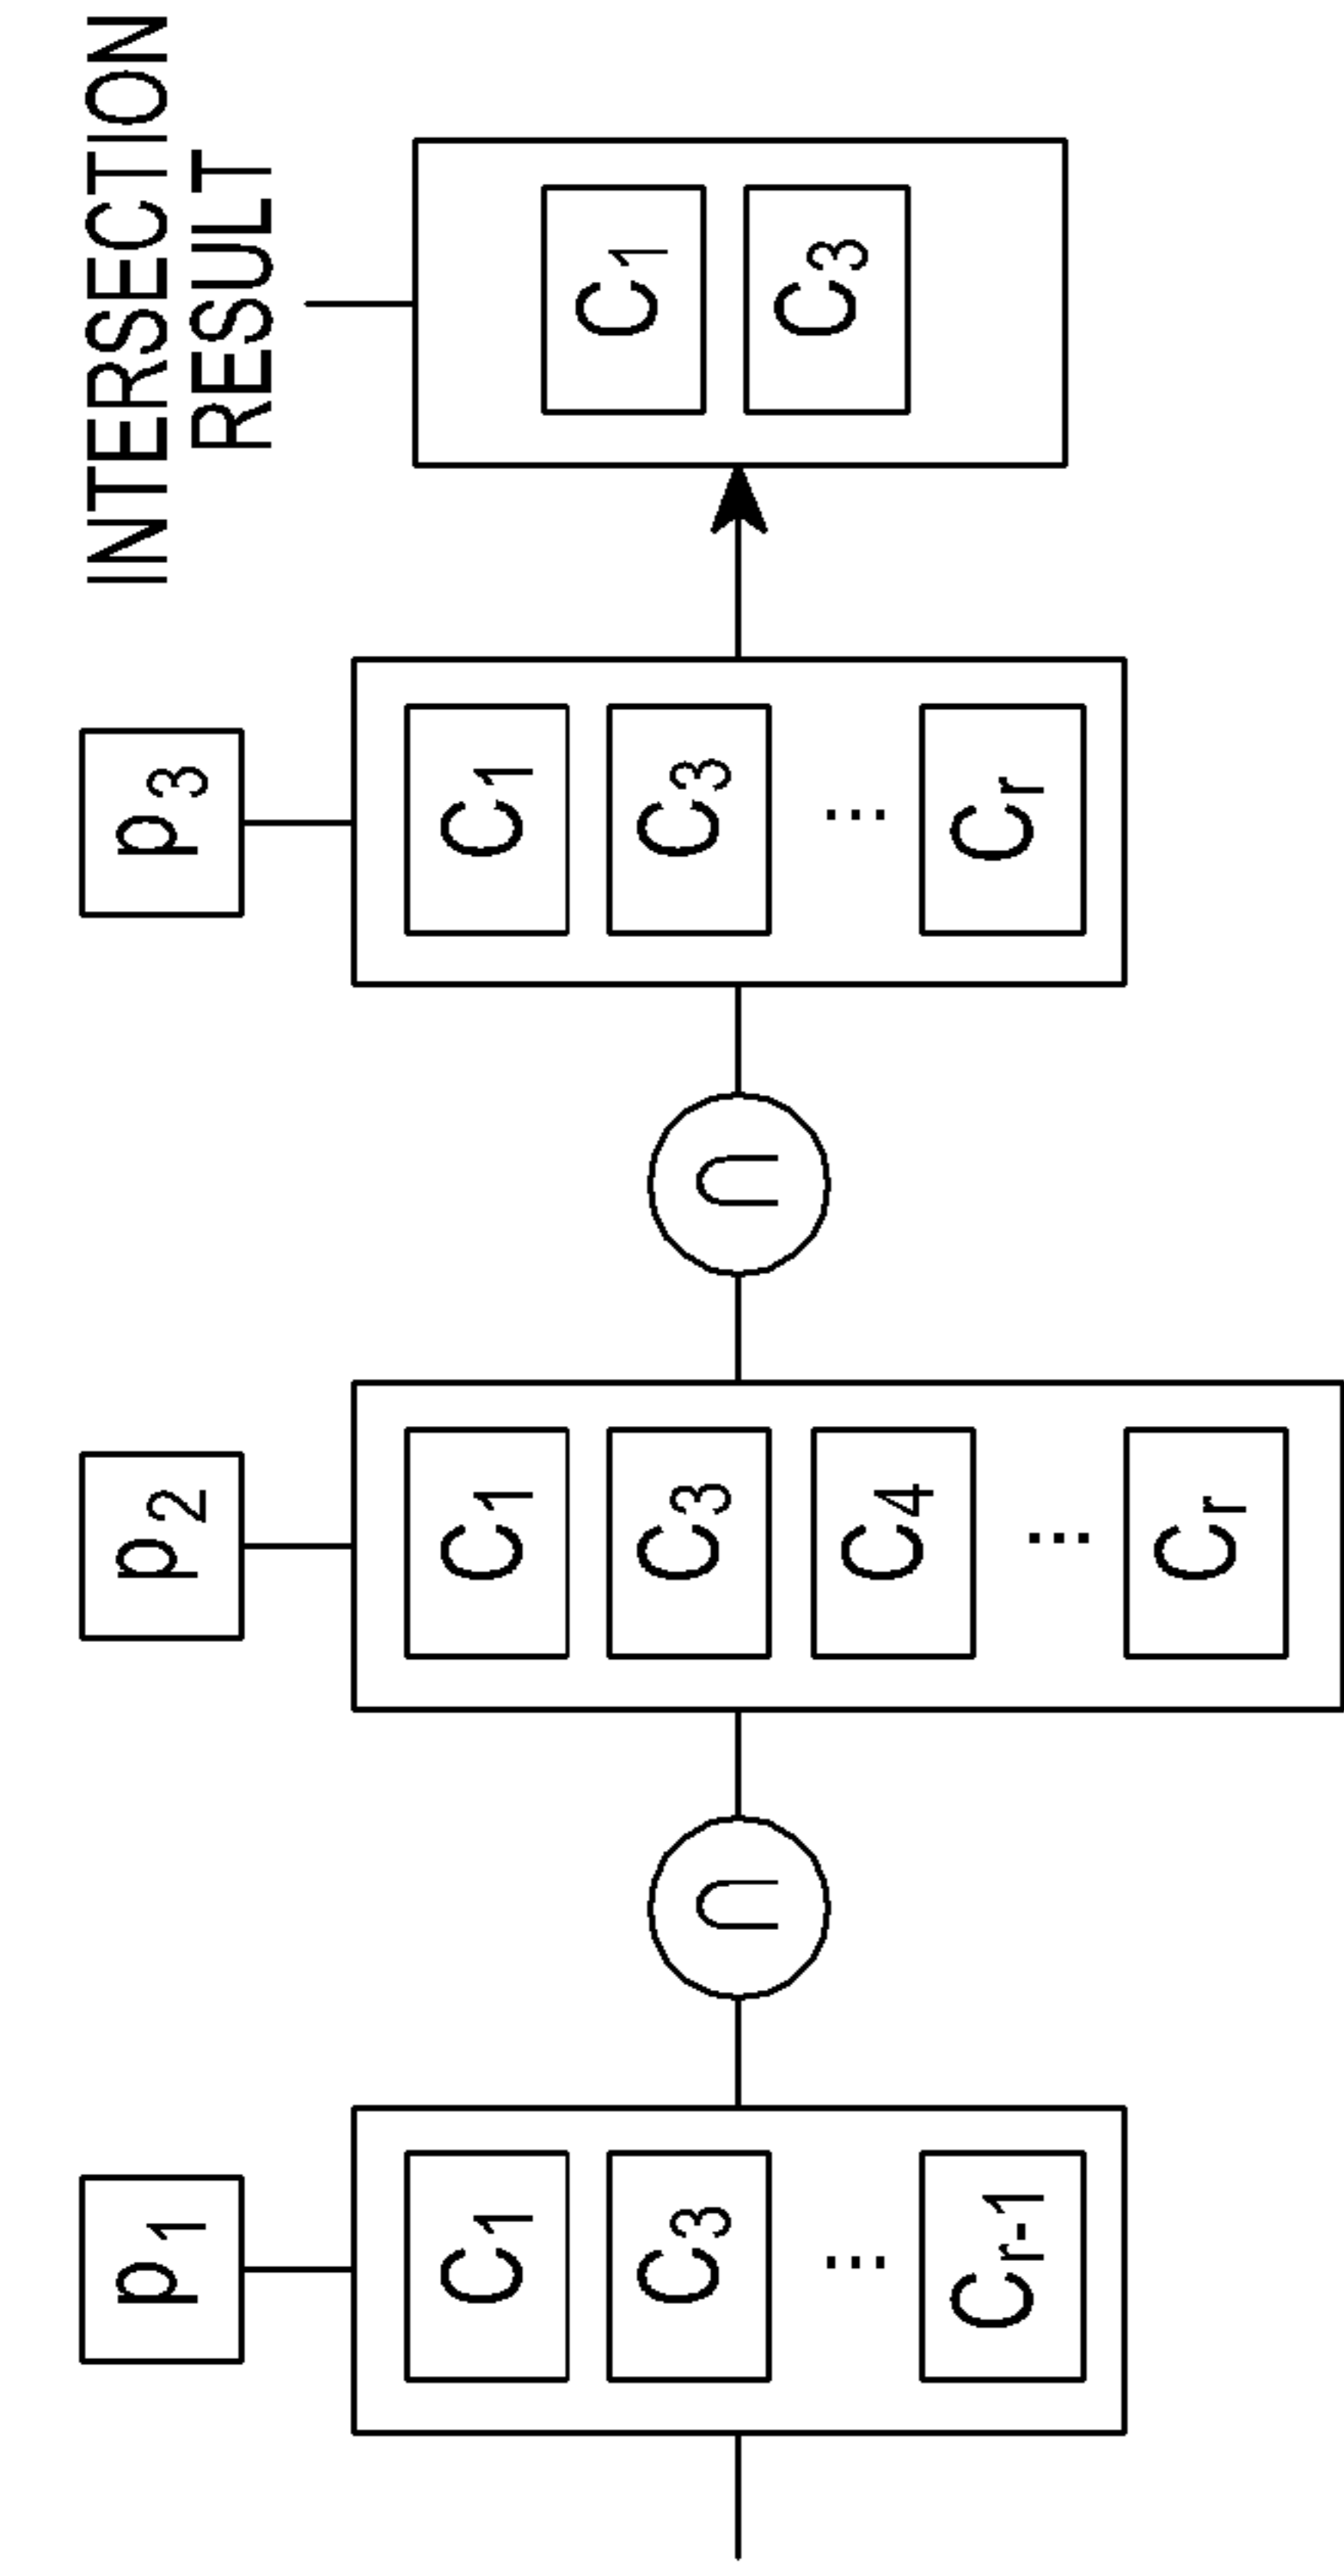 p1
C1
C3
...
Cr-1
∩
p2
C1
C3
C4
...
Cr
∩
p3
C1
C3
...
Cr
INTERSECTION
RESULT
C1
C3